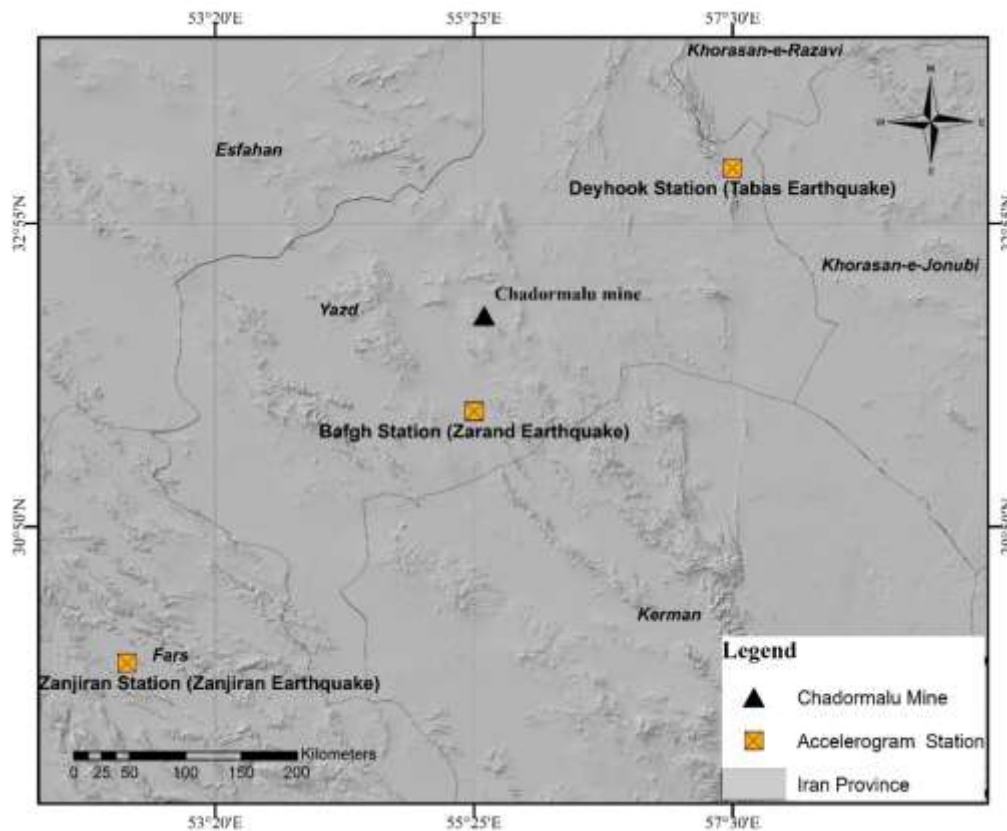 53°20'E 55°25'E 57°30'E
Khorasan-e-Razavi
N
W E
Esfahan
Deyhook Station (Tabas Earthquake)
32°55'N
Khorasan-e-Jonubi
Chadormalu mine
Yazd
Bafgh Station (Zarand Earthquake)
30°50'N 30°50'N
Kerman
Fars
Zanjiran Station (Zanjiran Earthquake)
Legend
Chadormalu Mine
Accelerogram Station
Iran Province
Kilometers
0 25 50 100 150 200
53°20'E 55°25'E 57°30'E